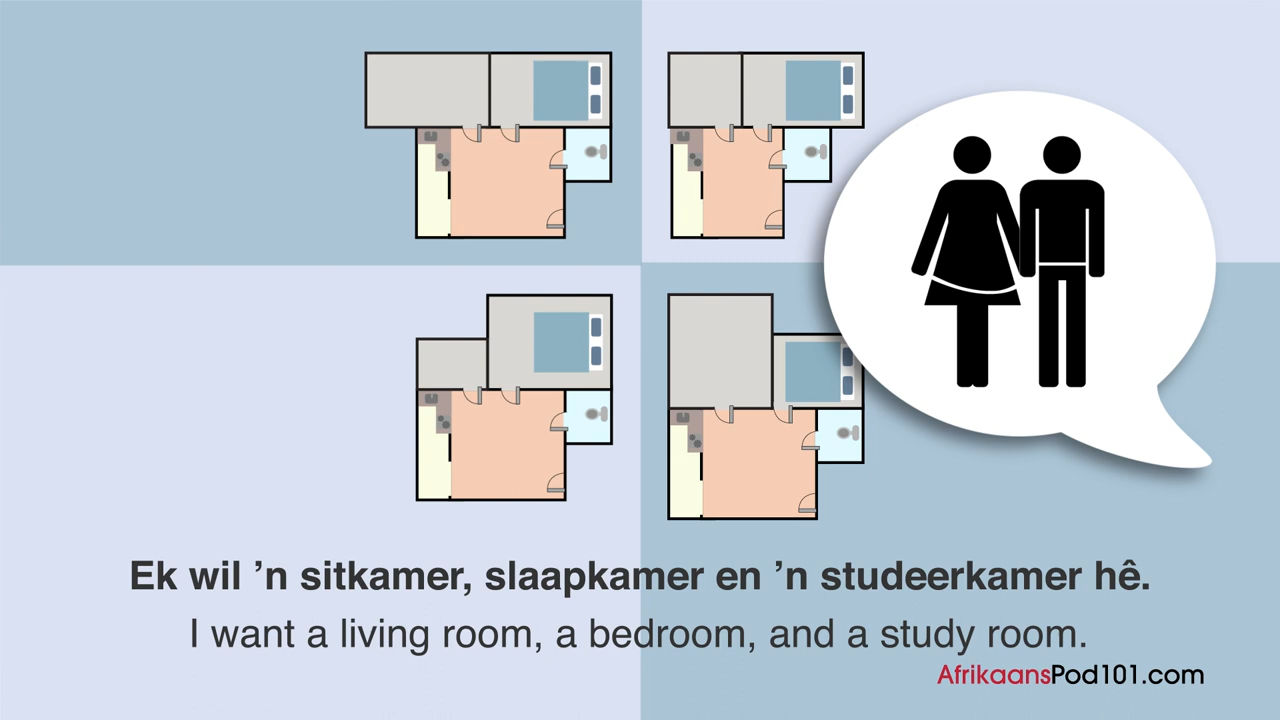 Ek wil ’n sitkamer, slaapkamer en ’n studeerkamer hê.
I want a living room, a bedroom, and a study room.
AfrikaansPod101.com